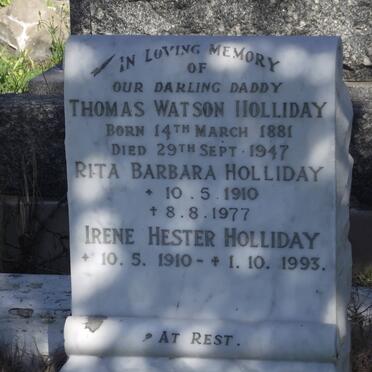 IN LOVING MEMORY
OF
OUR DARLING DADDY
THOMAS WATSON HOLLIDAY
BORN 14TH MARCH 1881
DIED 29TH SEPT. 1947
RITA BARBARA HOLLIDAY
* 10.5.1910
✝ 8.8.1977
IRENE HESTER HOLLIDAY
* 10.5.1910 - ✝ 1.10.1993.
AT REST.